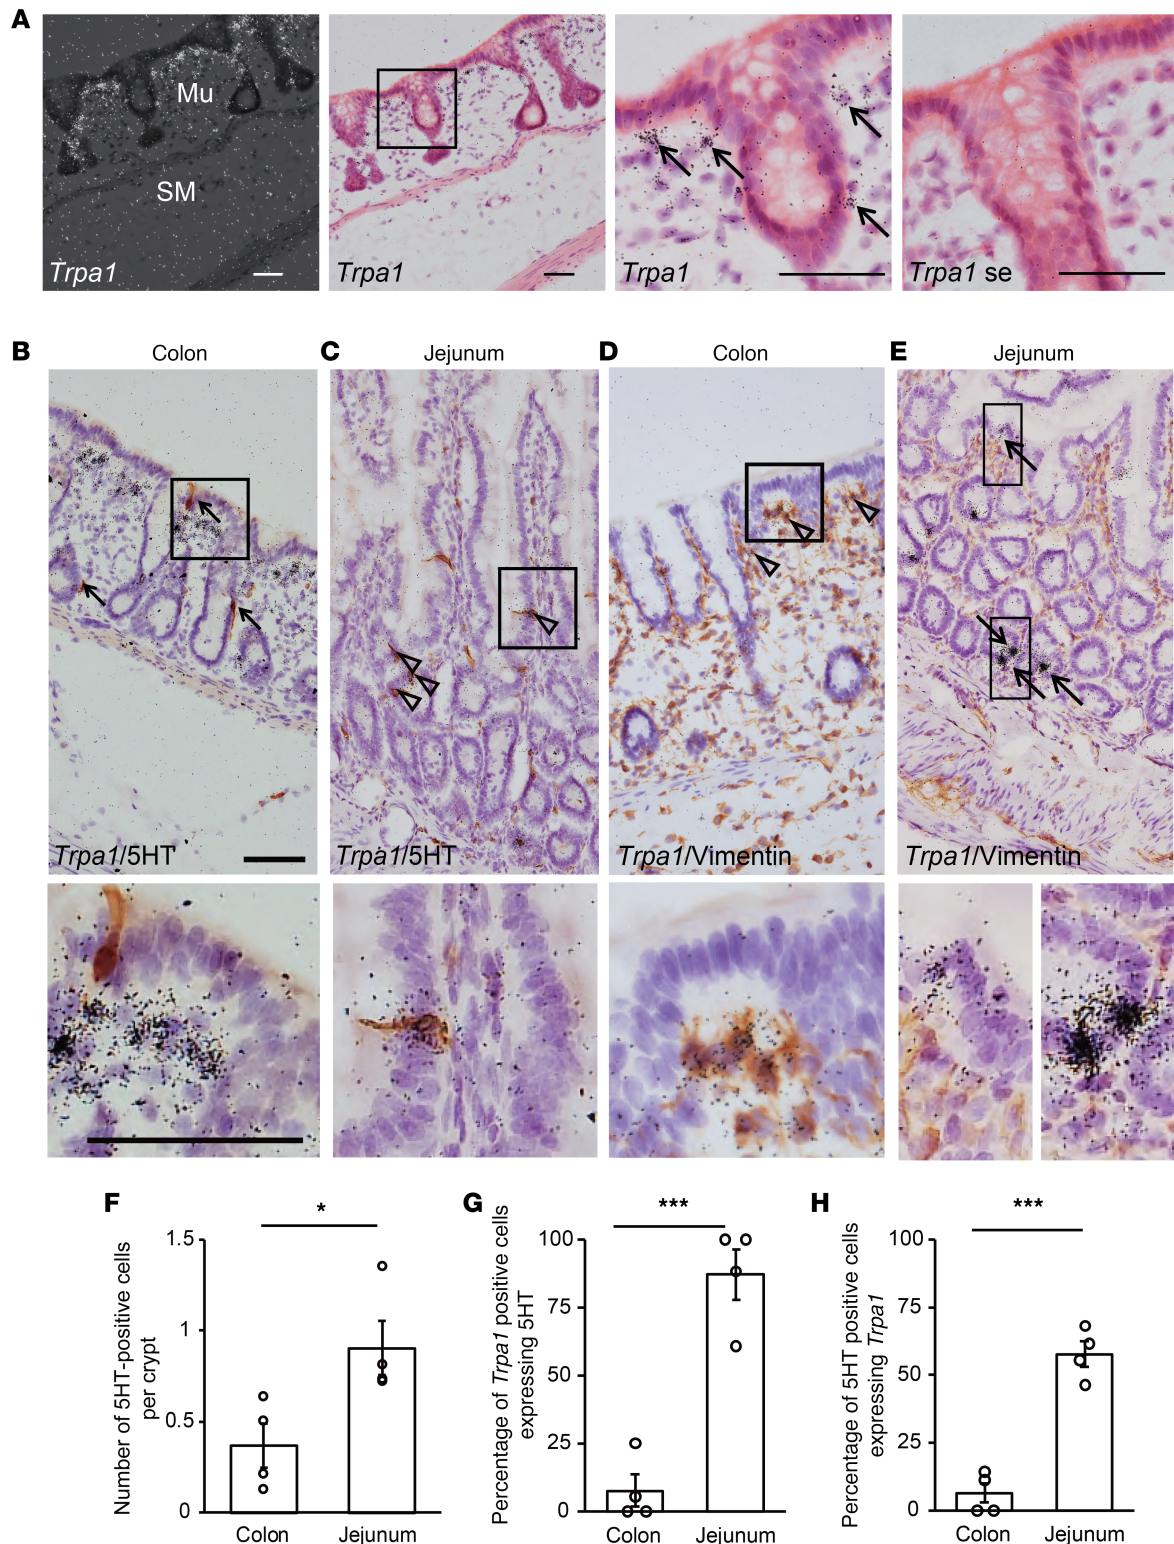 A
Mu
SM
Trpa1
Trpa1
Trpa1
Trpa1 se
B
Colon
C
Jejunum
D
Colon
E
Jejunum
Trpa1/5HT
Trpa1/5HT
Trpa1/Vimentin
Trpa1/Vimentin
F
*
Number of 5HT-positive cells
per crypt
1.5
1
0.5
0
Colon
Jejunum
G
***
Percentage of Trpa1 positive cells
expressing 5HT
100
75
50
25
0
Colon
Jejunum
H
***
Percentage of 5HT positive cells
expressing Trpa1
100
75
50
25
0
Colon
Jejunum